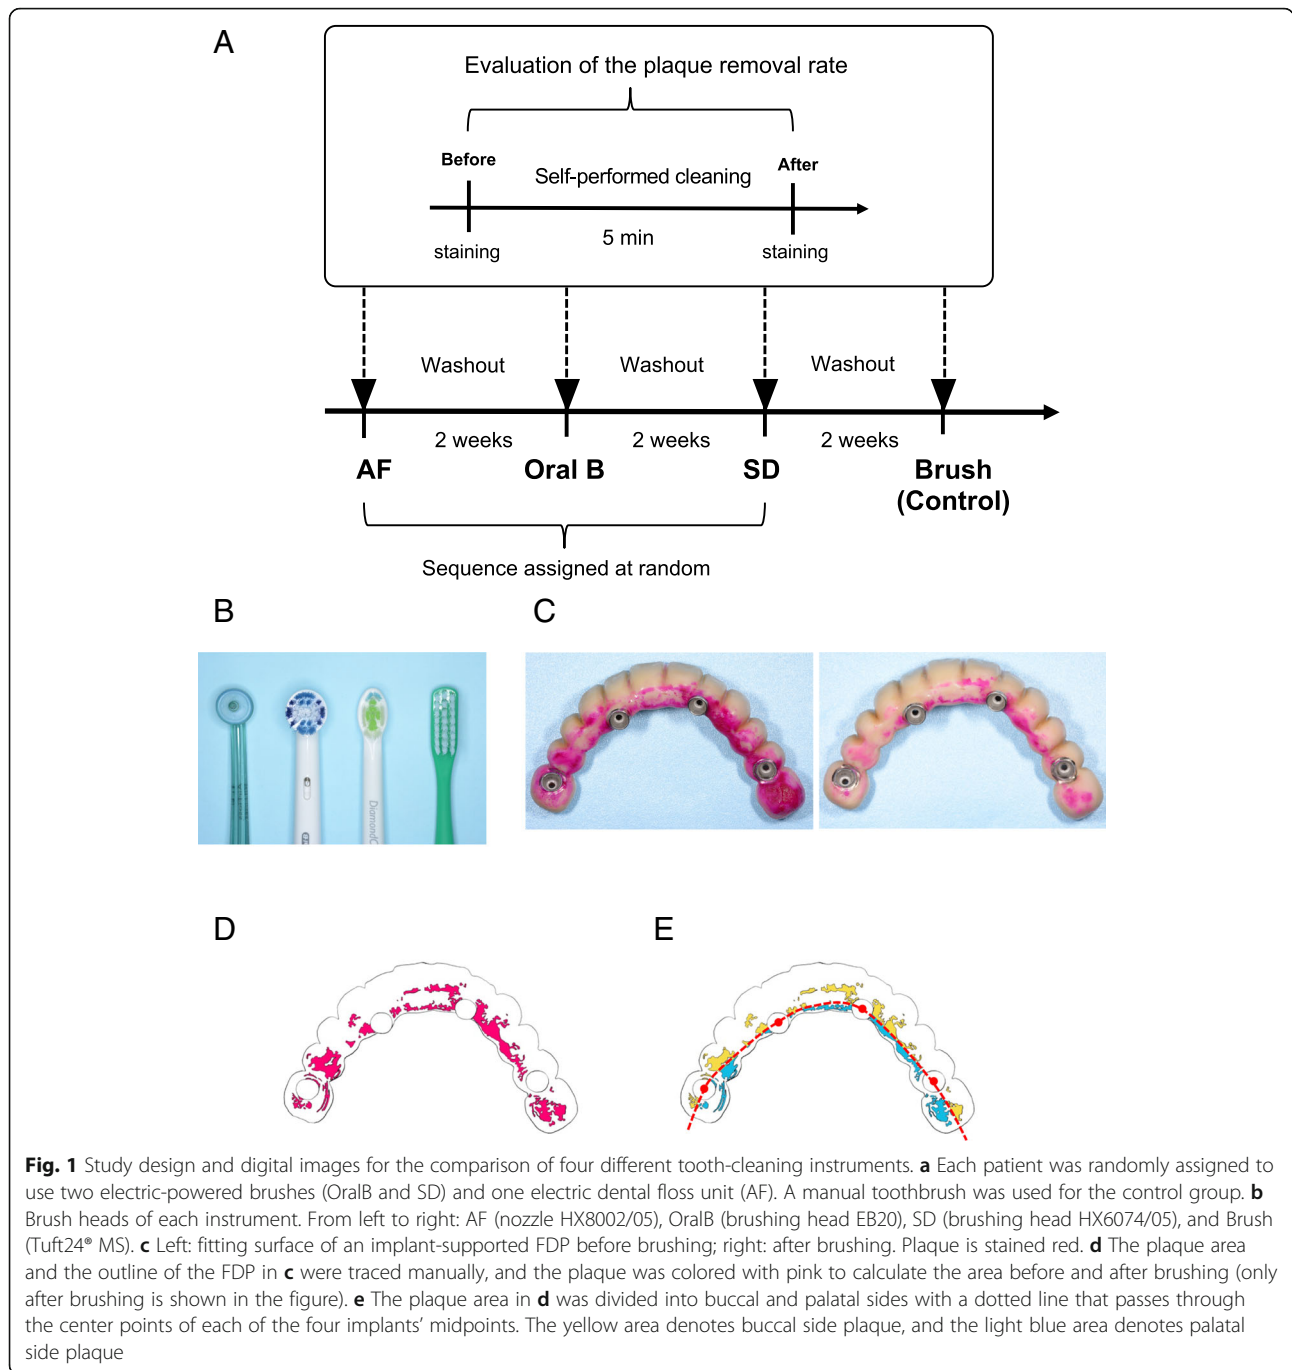 A
Evaluation of the plaque removal rate
Before
After
Self-performed cleaning
5 min
staining
staining
Washout
Washout
Washout
2 weeks
2 weeks
2 weeks
AF
Oral B
SD
Brush
(Control)
Sequence assigned at random
B
C
DiamondC
D
E
Fig. 1 Study design and digital images for the comparison of four different tooth-cleaning instruments. a Each patient was randomly assigned to
use two electric-powered brushes (OralB and SD) and one electric dental floss unit (AF). A manual toothbrush was used for the control group. b
Brush heads of each instrument. From left to right: AF (nozzle HX8002/05), OralB (brushing head EB20), SD (brushing head HX6074/05), and Brush
(Tuft24® MS). c Left: fitting surface of an implant-supported FDP before brushing; right: after brushing. Plaque is stained red. d The plaque area
and the outline of the FDP in c were traced manually, and the plaque was colored with pink to calculate the area before and after brushing (only
after brushing is shown in the figure). e The plaque area in d was divided into buccal and palatal sides with a dotted line that passes through
the center points of each of the four implants' midpoints. The yellow area denotes buccal side plaque, and the light blue area denotes palatal
side plaque